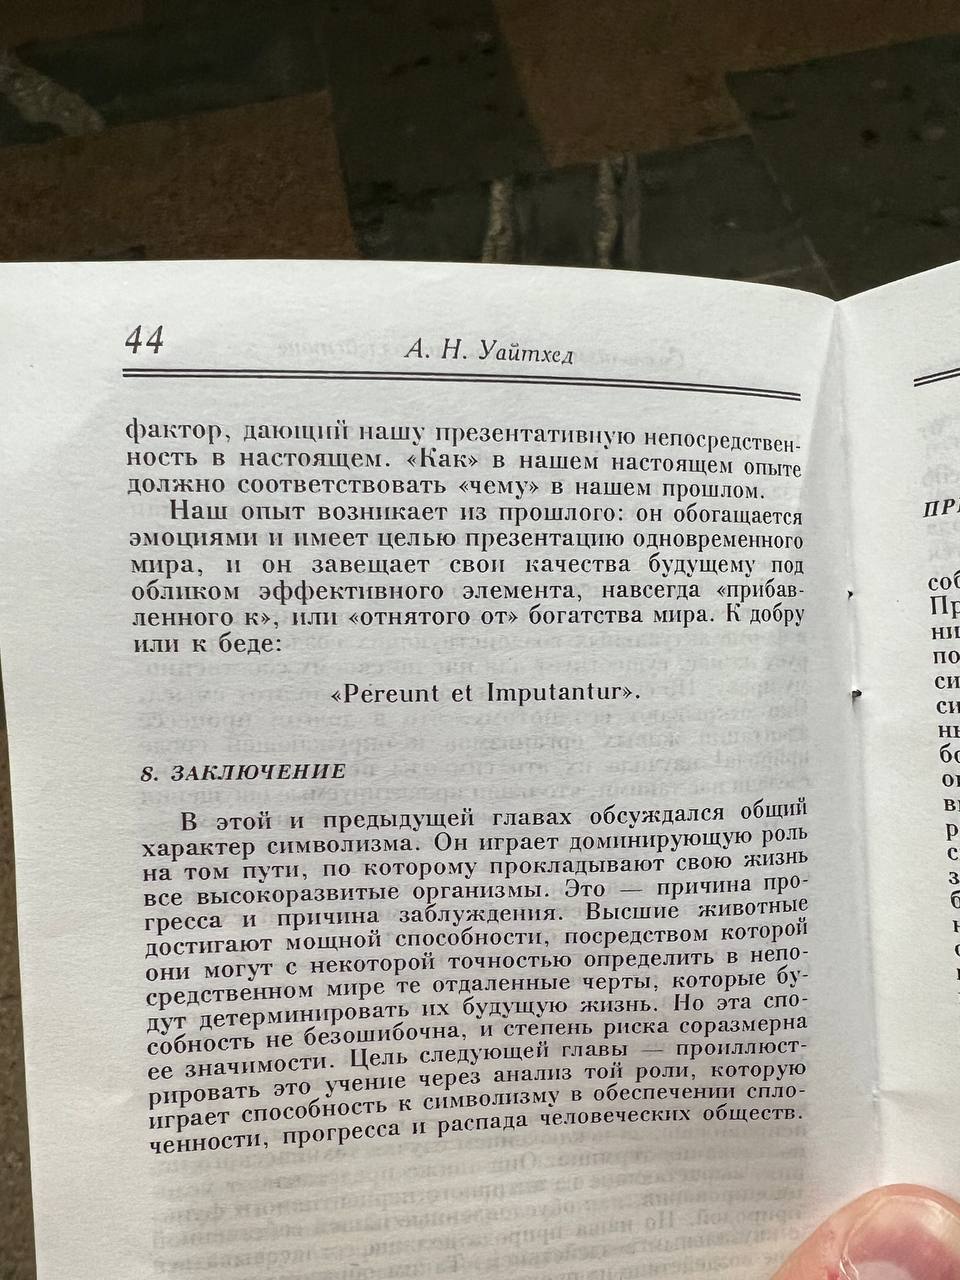 44
А. Н. Уайтхед
фактор, дающий нашу презентативную непосредствен-
ность в настоящем. «Как» в нашем настоящем опыте
должно соответствовать «чему» в нашем прошлом.
Наш опыт возникает из прошлого: он обогащается
эмоциями и имеет целью презентацию одновременного
мира, и он завещает свои качества будущему под
обликом эффективного элемента, навсегда «прибав-
ленного к», или «отнятого от» богатства мира. К добру
или к беде:
«Pereunt et Imputantur».
8. ЗАКЛЮЧЕНИЕ
В этой и предыдущей главах обсуждался общий
характер символизма. Он играет доминирующую роль
на том пути, по которому прокладывают свою жизнь
все высокоразвитые организмы. Это — причина про-
гресса и причина заблуждения. Высшие животные
достигают мощной способности, посредством которой
они могут с некоторой точностью определить в непо-
средственном мире те отдаленные черты, которые бу-
дут детерминировать их будущую жизнь. Но эта спо-
собность не безошибочна, и степень риска соразмерна
ее значимости. Цель следующей главы — проиллюст-
рировать это учение через анализ той роли, которую
играет способность к символизму в обеспечении спло-
ченности, прогресса и распада человеческих обществ.